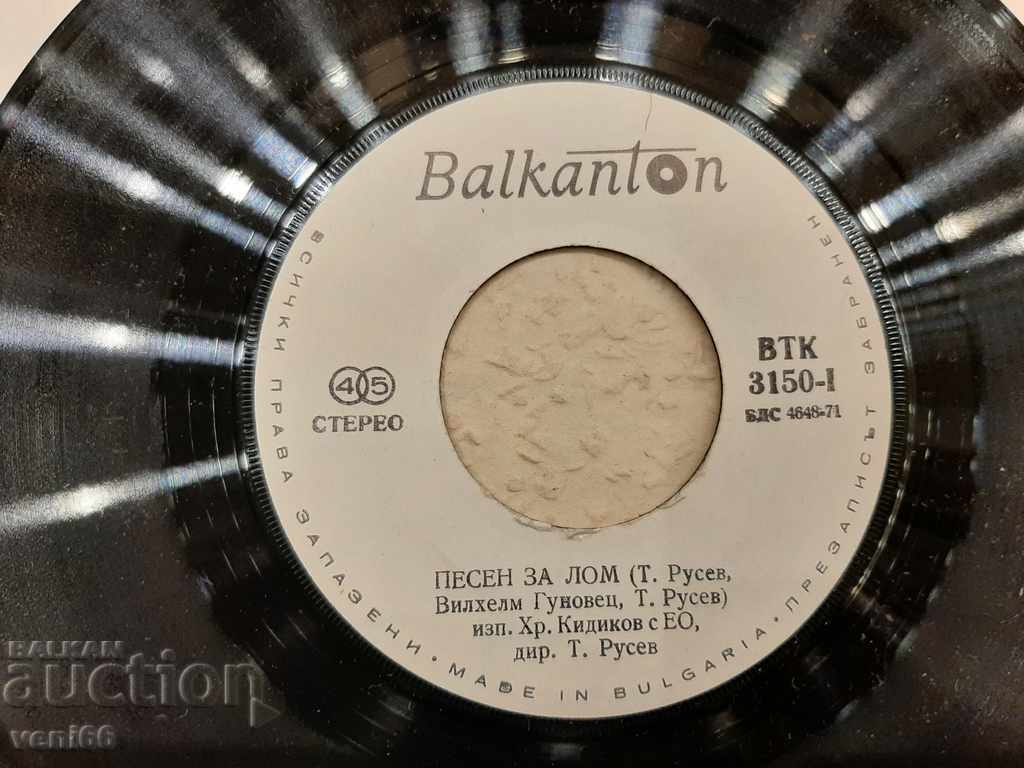 Balkanton
ВТК
3150-I
БДС 4648-71
45
СТЕРЕО
ПЕСЕН ЗА ЛОМ (Т. Русев,
Вилхелм Гуновец, Т. Русев)
изп. Хр. Кидиков с ЕО,
дир. Т. Русев
ВСИЧКИ ПРАВА ЗАПАЗЕНИ • MADE IN BULGARIA • ПРЕЗАПИСЪТ ЗАБРАНЕН
BALKAN
auction
veni66